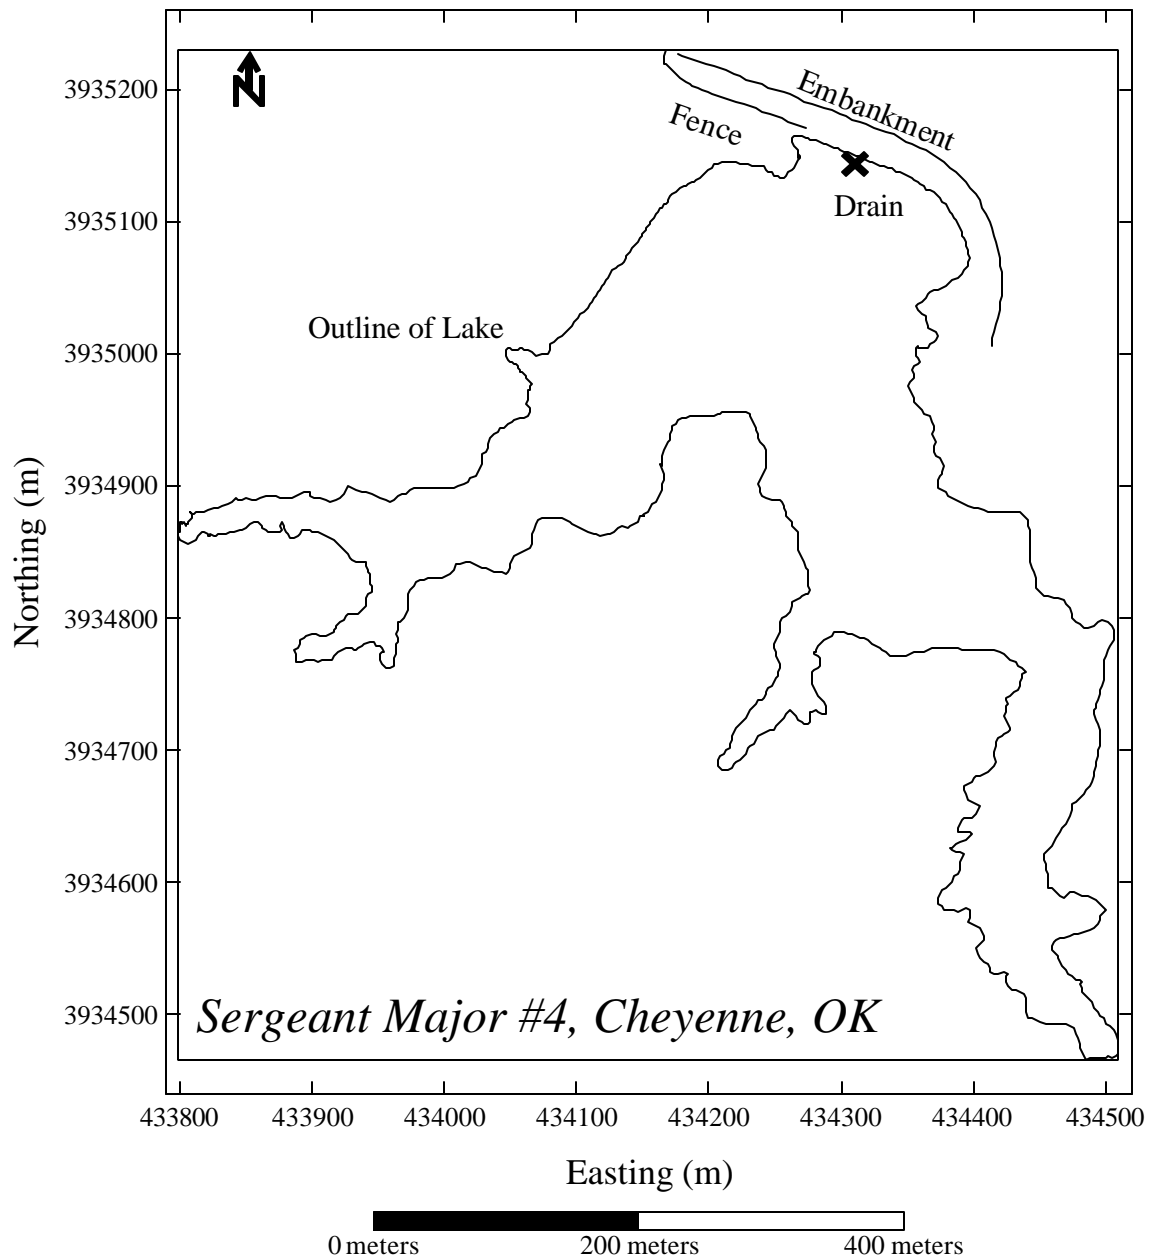 N
3935200
Embankment
Fence
Drain
3935100
Outline of Lake
3935000
3934900
Northing (m)
3934800
3934700
3934600
3934500
Sergeant Major #4, Cheyenne, OK
433800 433900 434000 434100 434200 434300 434400 434500
Easting (m)
0 meters 200 meters 400 meters